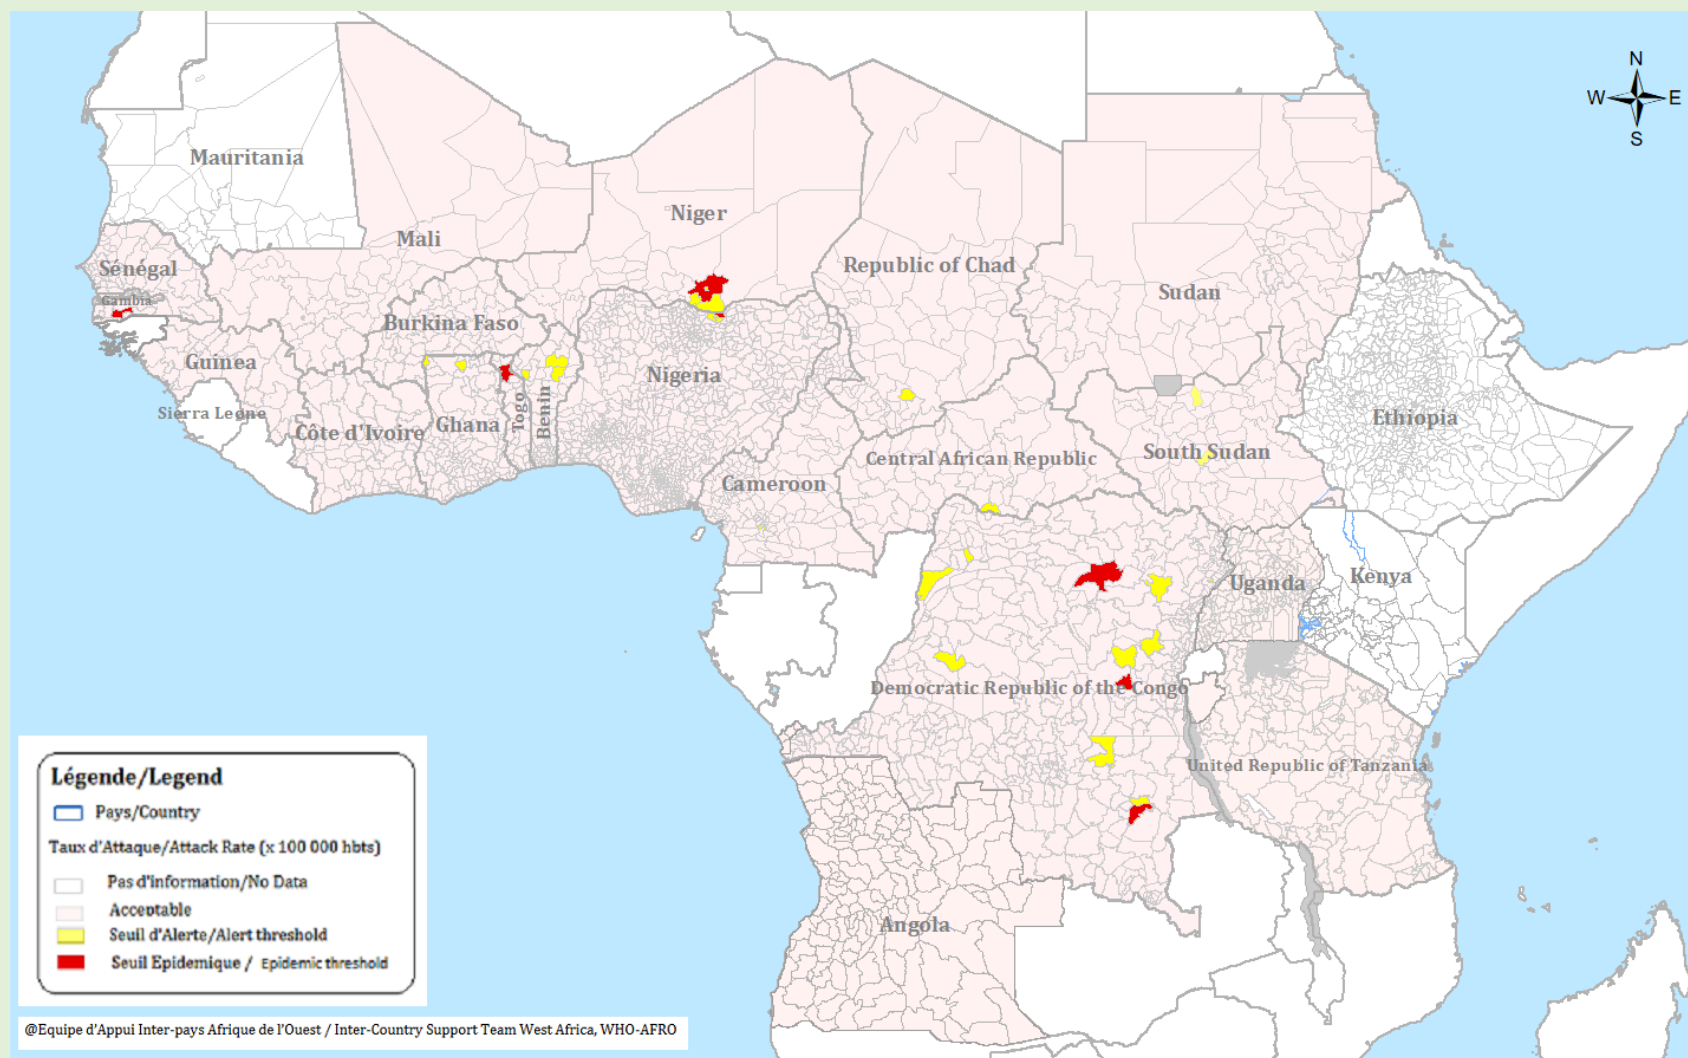 N
W E
S
Mauritania
Niger
Mali
Sénégal
Republic of Chad
Sudan
Gambia
Burkina Faso
Guinea
Nigeria
Sierra Leone
Côte d'Ivoire
Ghana
Togo
Benin
Ethiopia
South Sudan
Central African Republic
Cameroon
Uganda
Kenya
Democratic Republic of the Congo
United Republic of Tanzania
Angola
Légende/Legend
Pays/Country
Taux d'Attaque/Attack Rate (x 100 000 hbts)
Pas d'information/No Data
Acceptable
Seuil d'Alerte/Alert threshold
Seuil Epidemique / Epidemic threshold
@Equipe d'Appui Inter-pays Afrique de l'Ouest / Inter-Country Support Team West Africa, WHO-AFRO